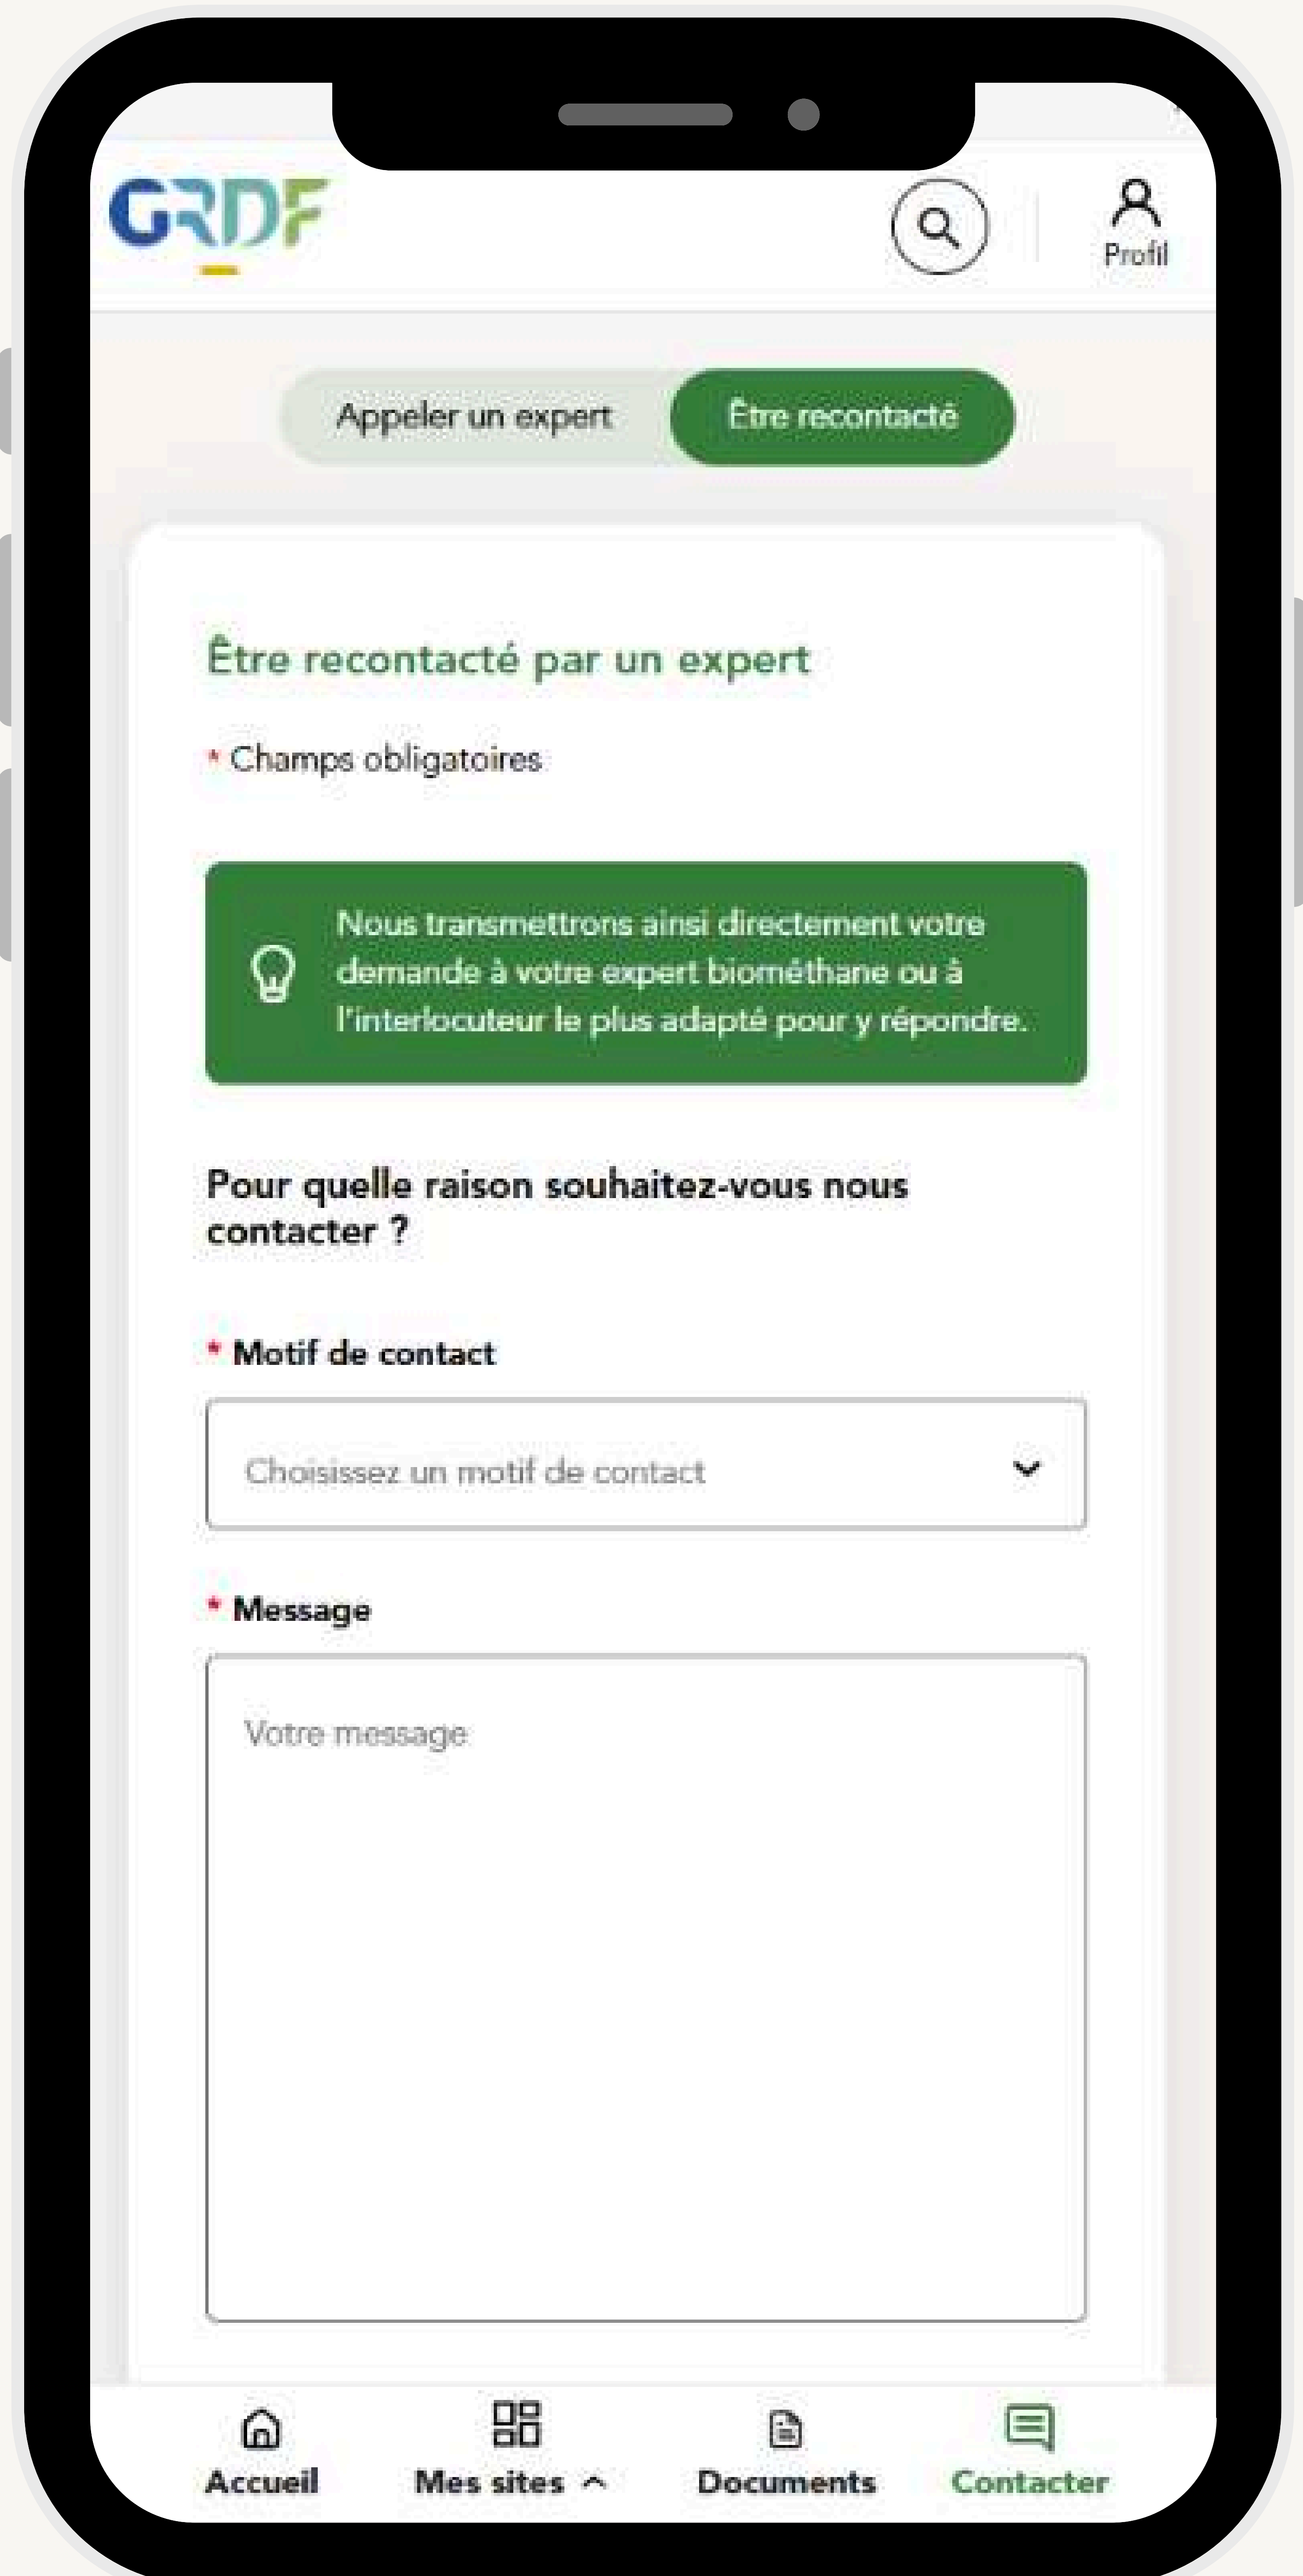 GRDF
Profil
Appeler un expert
Être recontacté
Être recontacté par un expert
* Champs obligatoires
Nous transmettrons ainsi directement votre
demande à votre expert biométhane ou à
l'interlocuteur le plus adapté pour y répondre.
Pour quelle raison souhaitez-vous nous
contacter ?
* Motif de contact
Choisissez un motif de contact
* Message
Votre message
Accueil
Mes sites
Documents
Contacter